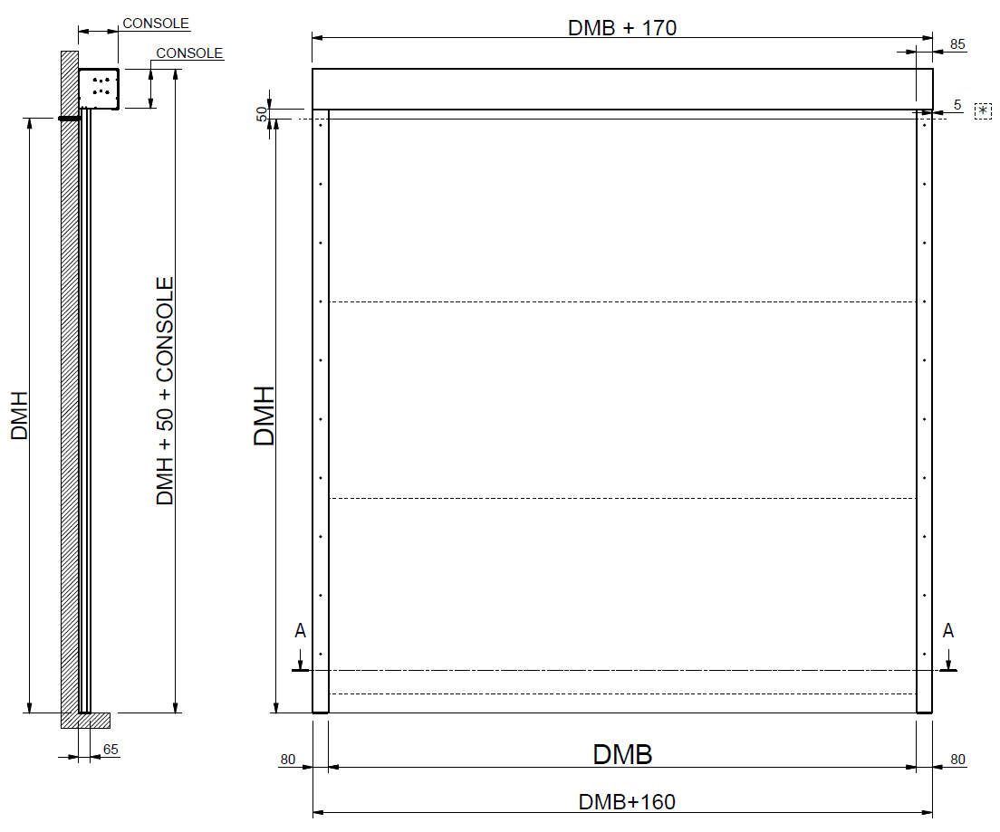 CONSOLE
DMB + 170
85
CONSOLE
50
5
*
DMH
DMH + 50 + CONSOLE
DMH
A
A
65
80
DMB
80
DMB+160